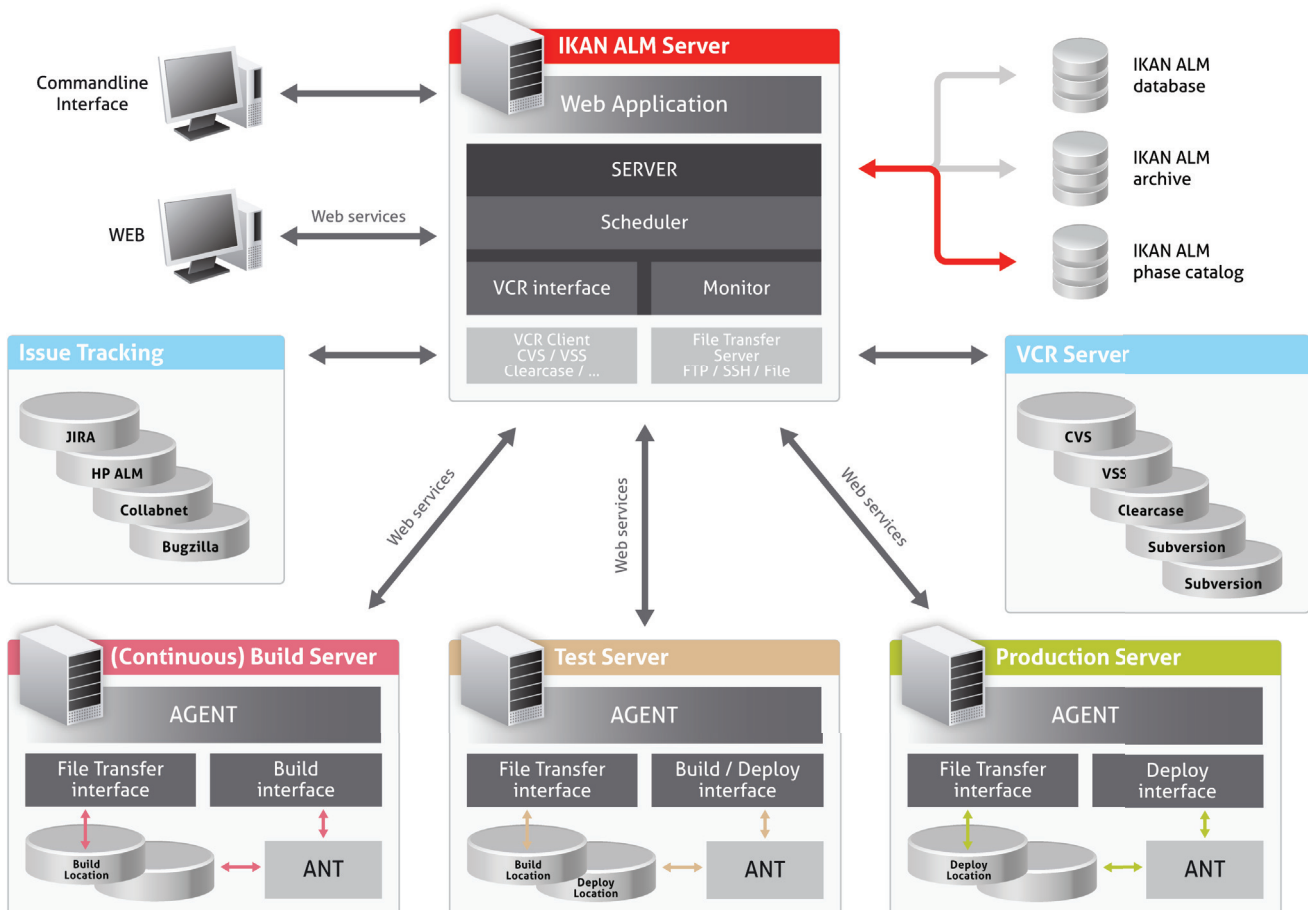 IKAN ALM Server
Commandline
Interface
Web Application
IKAN ALM
database
SERVER
IKAN ALM
archive
WEB
Web services
Scheduler
IKAN ALM
phase catalog
VCR interface
Monitor
VCR Client
CVS / VSS
Clearcase / ...
File Transfer
Server
FTP / SSH / File
Issue Tracking
JIRA
HP ALM
Collabnet
Bugzilla
VCR Server
CVS
VSS
Clearcase
Subversion
Subversion
Web services
Web services
Web services
(Continuous) Build Server
AGENT
File Transfer
interface
Build
interface
Build
Location
ANT
Test Server
AGENT
File Transfer
interface
Build / Deploy
interface
Build
Location
Deploy
Location
ANT
Production Server
AGENT
File Transfer
interface
Deploy
interface
Deploy
Location
ANT